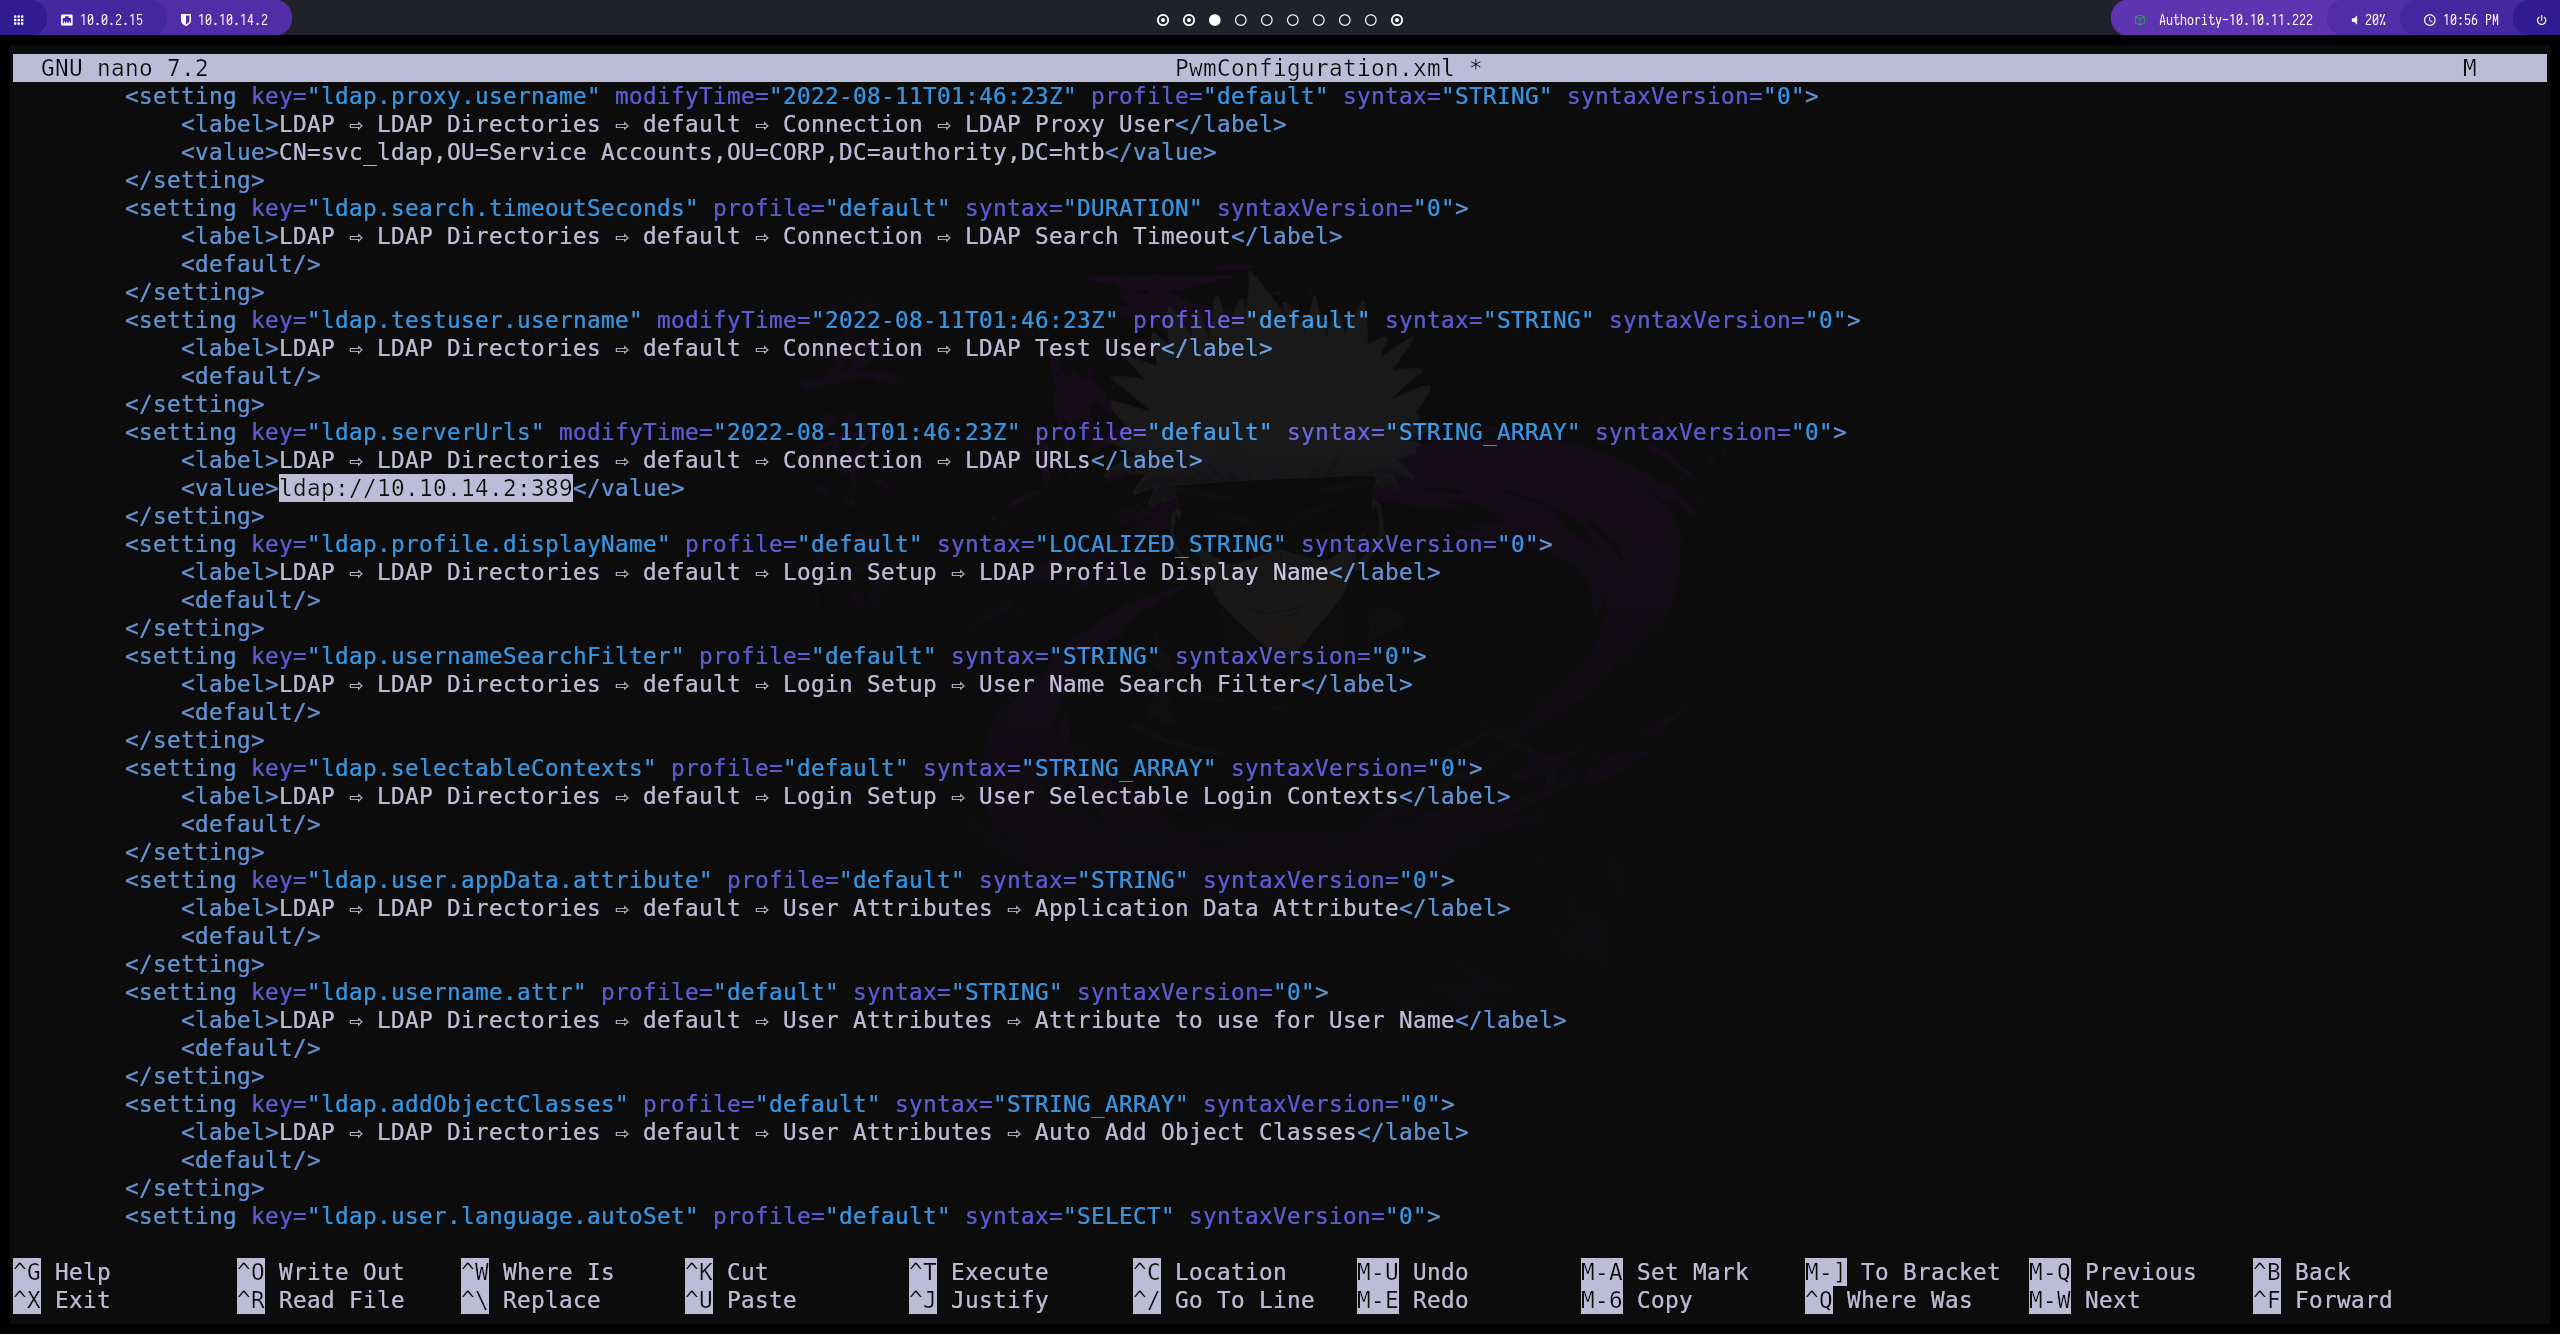 10.0.2.15 10.10.14.2 Authority-10.10.11.222 20% 10:56 PM
GNU nano 7.2 PwmConfiguration.xml * M
<setting key="ldap.proxy.username" modifyTime="2022-08-11T01:46:23Z" profile="default" syntax="STRING" syntaxVersion="0">
<label>LDAP ⇨ LDAP Directories ⇨ default ⇨ Connection ⇨ LDAP Proxy User</label>
<value>CN=svc_ldap,OU=Service Accounts,OU=CORP,DC=authority,DC=htb</value>
</setting>
<setting key="ldap.search.timeoutSeconds" profile="default" syntax="DURATION" syntaxVersion="0">
<label>LDAP ⇨ LDAP Directories ⇨ default ⇨ Connection ⇨ LDAP Search Timeout</label>
<default/>
</setting>
<setting key="ldap.testuser.username" modifyTime="2022-08-11T01:46:23Z" profile="default" syntax="STRING" syntaxVersion="0">
<label>LDAP ⇨ LDAP Directories ⇨ default ⇨ Connection ⇨ LDAP Test User</label>
<default/>
</setting>
<setting key="ldap.serverUrls" modifyTime="2022-08-11T01:46:23Z" profile="default" syntax="STRING_ARRAY" syntaxVersion="0">
<label>LDAP ⇨ LDAP Directories ⇨ default ⇨ Connection ⇨ LDAP URLs</label>
<value>ldap://10.10.14.2:389</value>
</setting>
<setting key="ldap.profile.displayName" profile="default" syntax="LOCALIZED_STRING" syntaxVersion="0">
<label>LDAP ⇨ LDAP Directories ⇨ default ⇨ Login Setup ⇨ LDAP Profile Display Name</label>
<default/>
</setting>
<setting key="ldap.usernameSearchFilter" profile="default" syntax="STRING" syntaxVersion="0">
<label>LDAP ⇨ LDAP Directories ⇨ default ⇨ Login Setup ⇨ User Name Search Filter</label>
<default/>
</setting>
<setting key="ldap.selectableContexts" profile="default" syntax="STRING_ARRAY" syntaxVersion="0">
<label>LDAP ⇨ LDAP Directories ⇨ default ⇨ Login Setup ⇨ User Selectable Login Contexts</label>
<default/>
</setting>
<setting key="ldap.user.appData.attribute" profile="default" syntax="STRING" syntaxVersion="0">
<label>LDAP ⇨ LDAP Directories ⇨ default ⇨ User Attributes ⇨ Application Data Attribute</label>
<default/>
</setting>
<setting key="ldap.username.attr" profile="default" syntax="STRING" syntaxVersion="0">
<label>LDAP ⇨ LDAP Directories ⇨ default ⇨ User Attributes ⇨ Attribute to use for User Name</label>
<default/>
</setting>
<setting key="ldap.addObjectClasses" profile="default" syntax="STRING_ARRAY" syntaxVersion="0">
<label>LDAP ⇨ LDAP Directories ⇨ default ⇨ User Attributes ⇨ Auto Add Object Classes</label>
<default/>
</setting>
<setting key="ldap.user.language.autoSet" profile="default" syntax="SELECT" syntaxVersion="0">
^G Help ^O Write Out ^W Where Is ^K Cut ^T Execute ^C Location M-U Undo M-A Set Mark M-] To Bracket M-Q Previous ^B Back
^X Exit ^R Read File ^\ Replace ^U Paste ^J Justify ^/ Go To Line M-E Redo M-6 Copy ^Q Where Was M-W Next ^F Forward